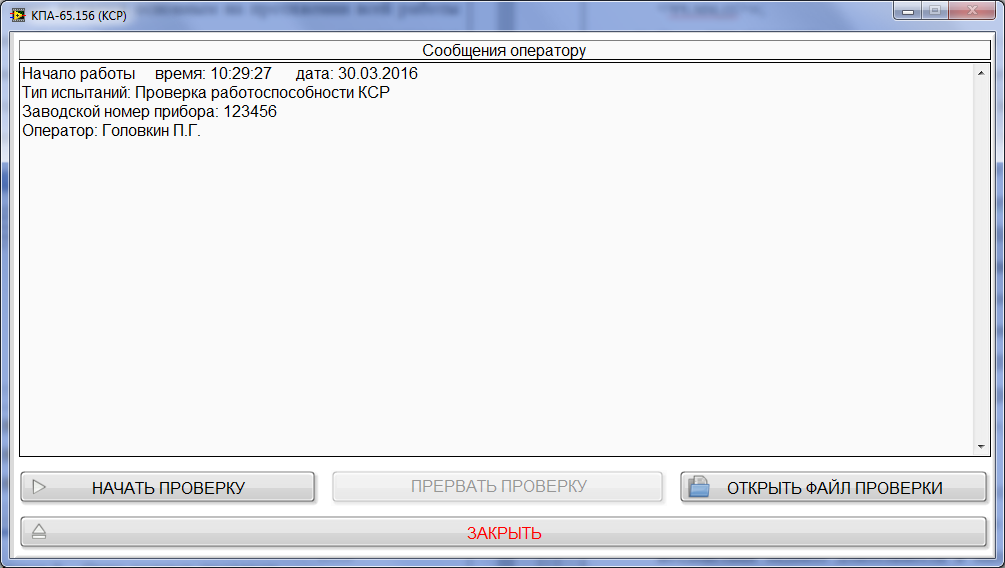 КПА-65.156 (КСР)
Сообщения оператору
Начало работы время: 10:29:27 дата: 30.03.2016
Тип испытаний: Проверка работоспособности КСР
Заводской номер прибора: 123456
Оператор: Головкин П.Г.
НАЧАТЬ ПРОВЕРКУ
ПРЕРВАТЬ ПРОВЕРКУ
ОТКРЫТЬ ФАЙЛ ПРОВЕРКИ
ЗАКРЫТЬ